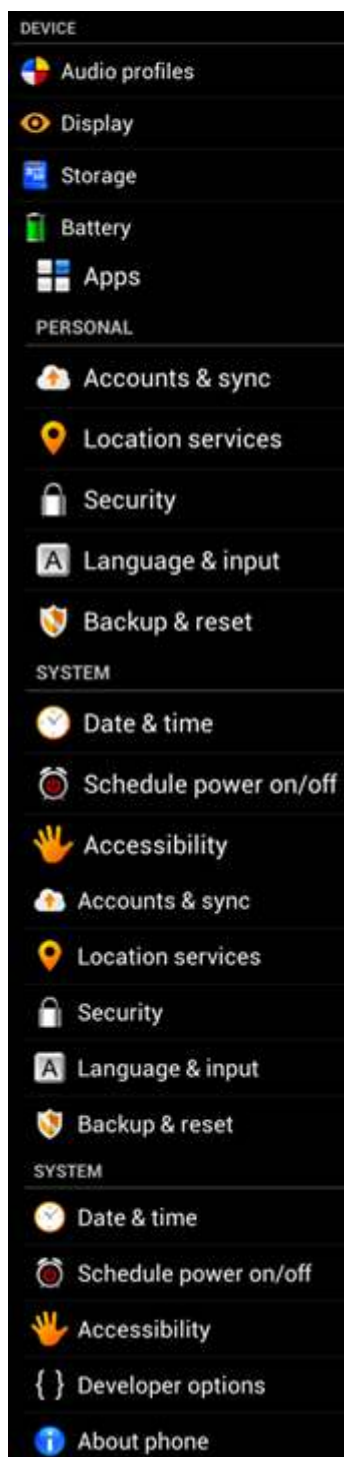 DEVICE
Audio profiles
Display
Storage
Battery
Apps
PERSONAL
Accounts & sync
Location services
Security
A Language & input
Backup & reset
SYSTEM
Date & time
Schedule power on/off
Accessibility
Accounts & sync
Location services
Security
A Language & input
Backup & reset
SYSTEM
Date & time
Schedule power on/off
Accessibility
{ } Developer options
i About phone